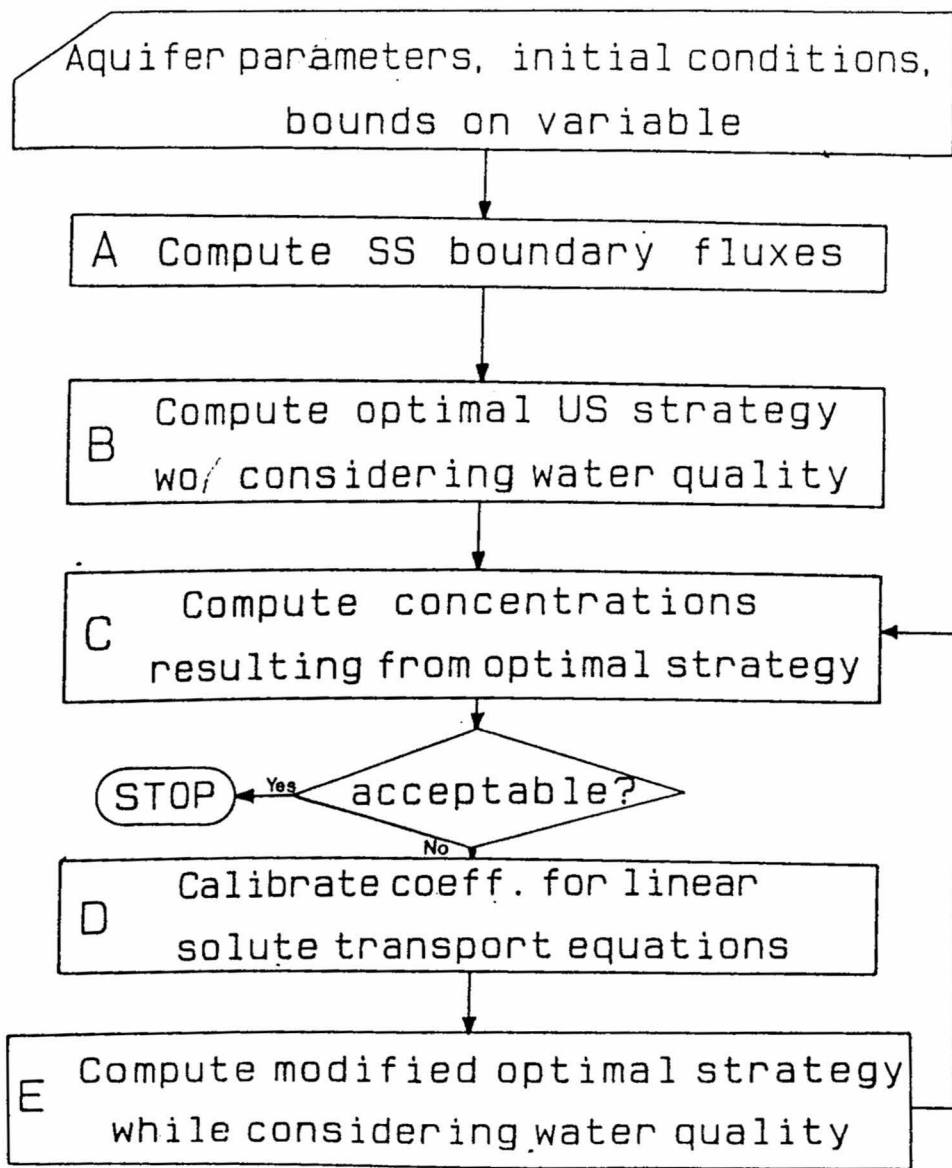 Aquifer parameters, initial conditions,
bounds on variable
A Compute SS boundary fluxes
B Compute optimal US strategy
wo/ considering water quality
C Compute concentrations
resulting from optimal strategy
acceptable?
Yes
STOP
No
D Calibrate coeff. for linear
solute transport equations
E Compute modified optimal strategy
while considering water quality